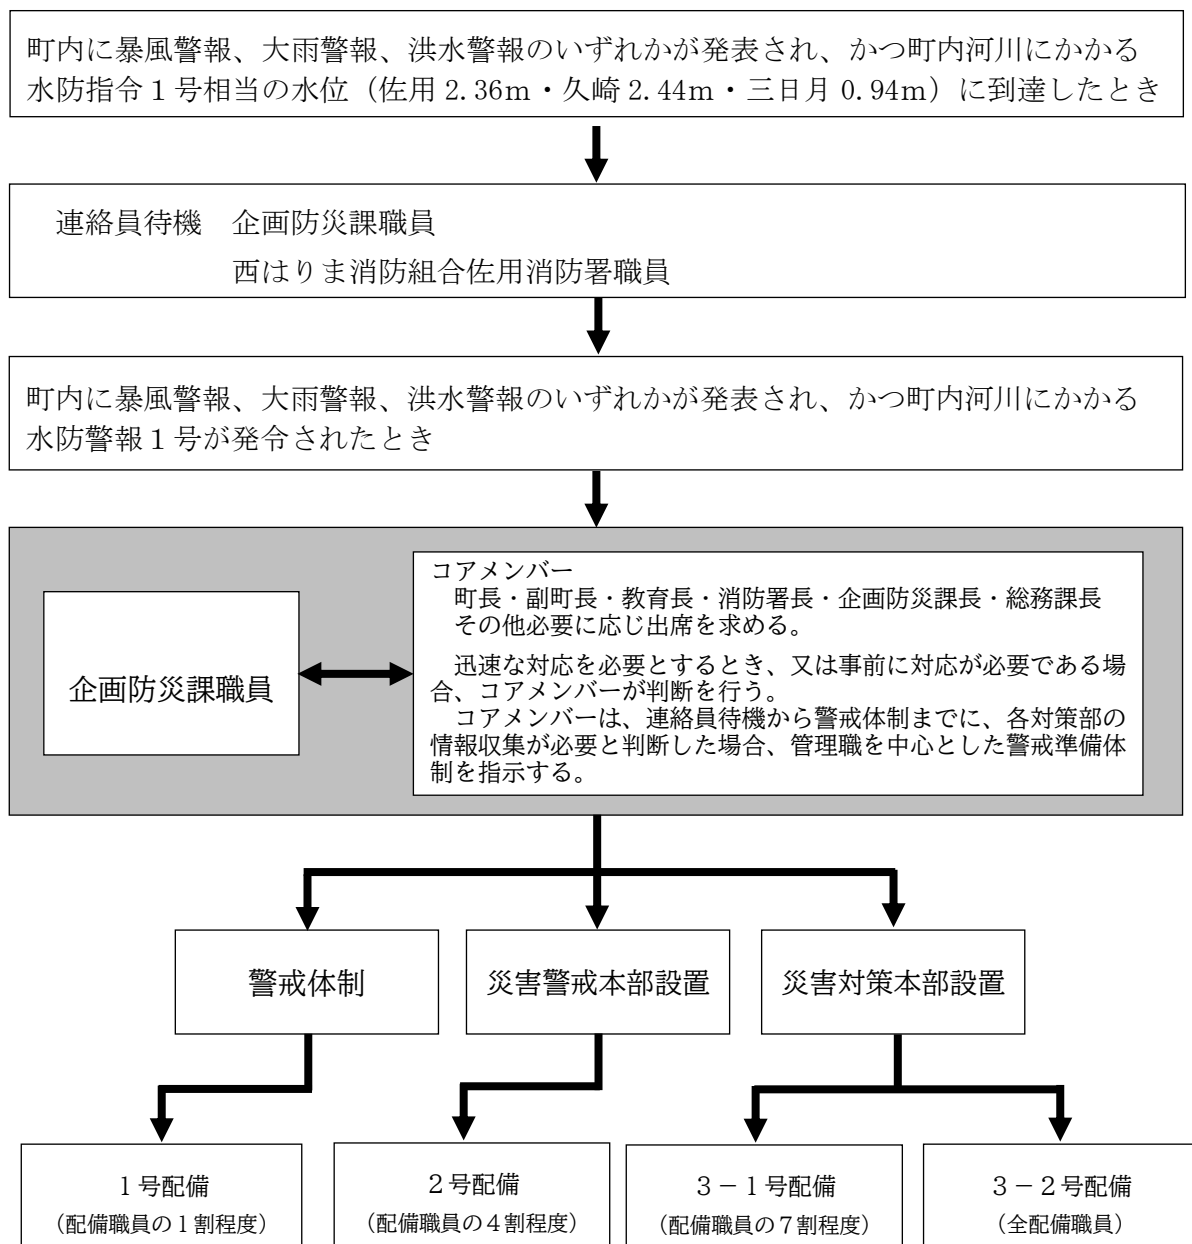 町内に暴風警報、大雨警報、洪水警報のいずれかが発表され、かつ町内河川にかかる
水防指令１号相当の水位（佐用 2.36m・久崎 2.44m・三日月 0.94m）に到達したとき
連絡員待機　企画防災課職員
西はりま消防組合佐用消防署職員
町内に暴風警報、大雨警報、洪水警報のいずれかが発表され、かつ町内河川にかかる
水防警報１号が発令されたとき
企画防災課職員
コアメンバー
町長・副町長・教育長・消防署長・企画防災課長・総務課長
その他必要に応じ出席を求める。
迅速な対応を必要とするとき、又は事前に対応が必要である場
合、コアメンバーが判断を行う。
コアメンバーは、連絡員待機から警戒体制までに、各対策部の
情報収集が必要と判断した場合、管理職を中心とした警戒準備体
制を指示する。
警戒体制
災害警戒本部設置
災害対策本部設置
１号配備
（配備職員の１割程度）
２号配備
（配備職員の４割程度）
３－１号配備
（配備職員の７割程度）
３－２号配備
（全配備職員）